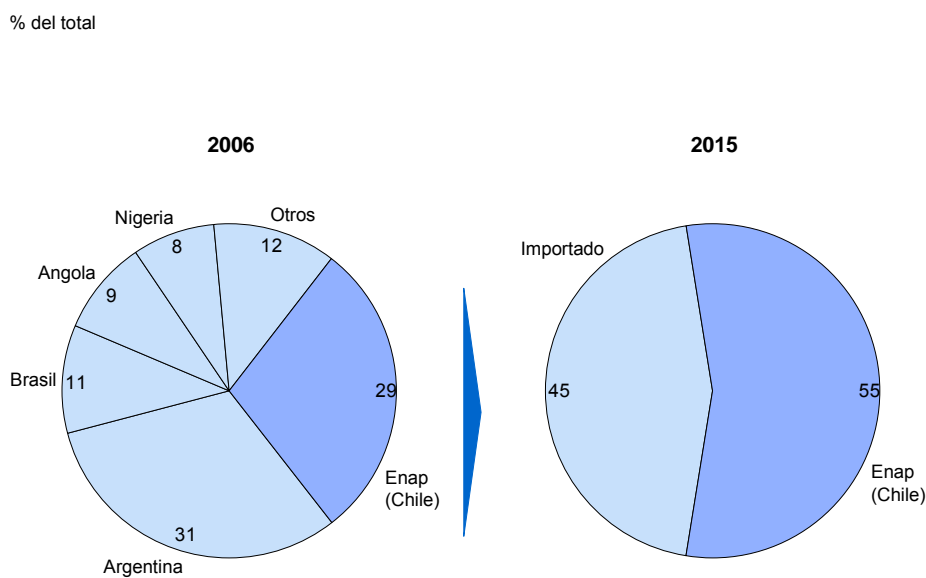 % del total
2006
Nigeria
8
Otros
12
Angola
9
Brasil
11
29
Enap
(Chile)
31
Argentina
2015
Importado
45
55
Enap
(Chile)